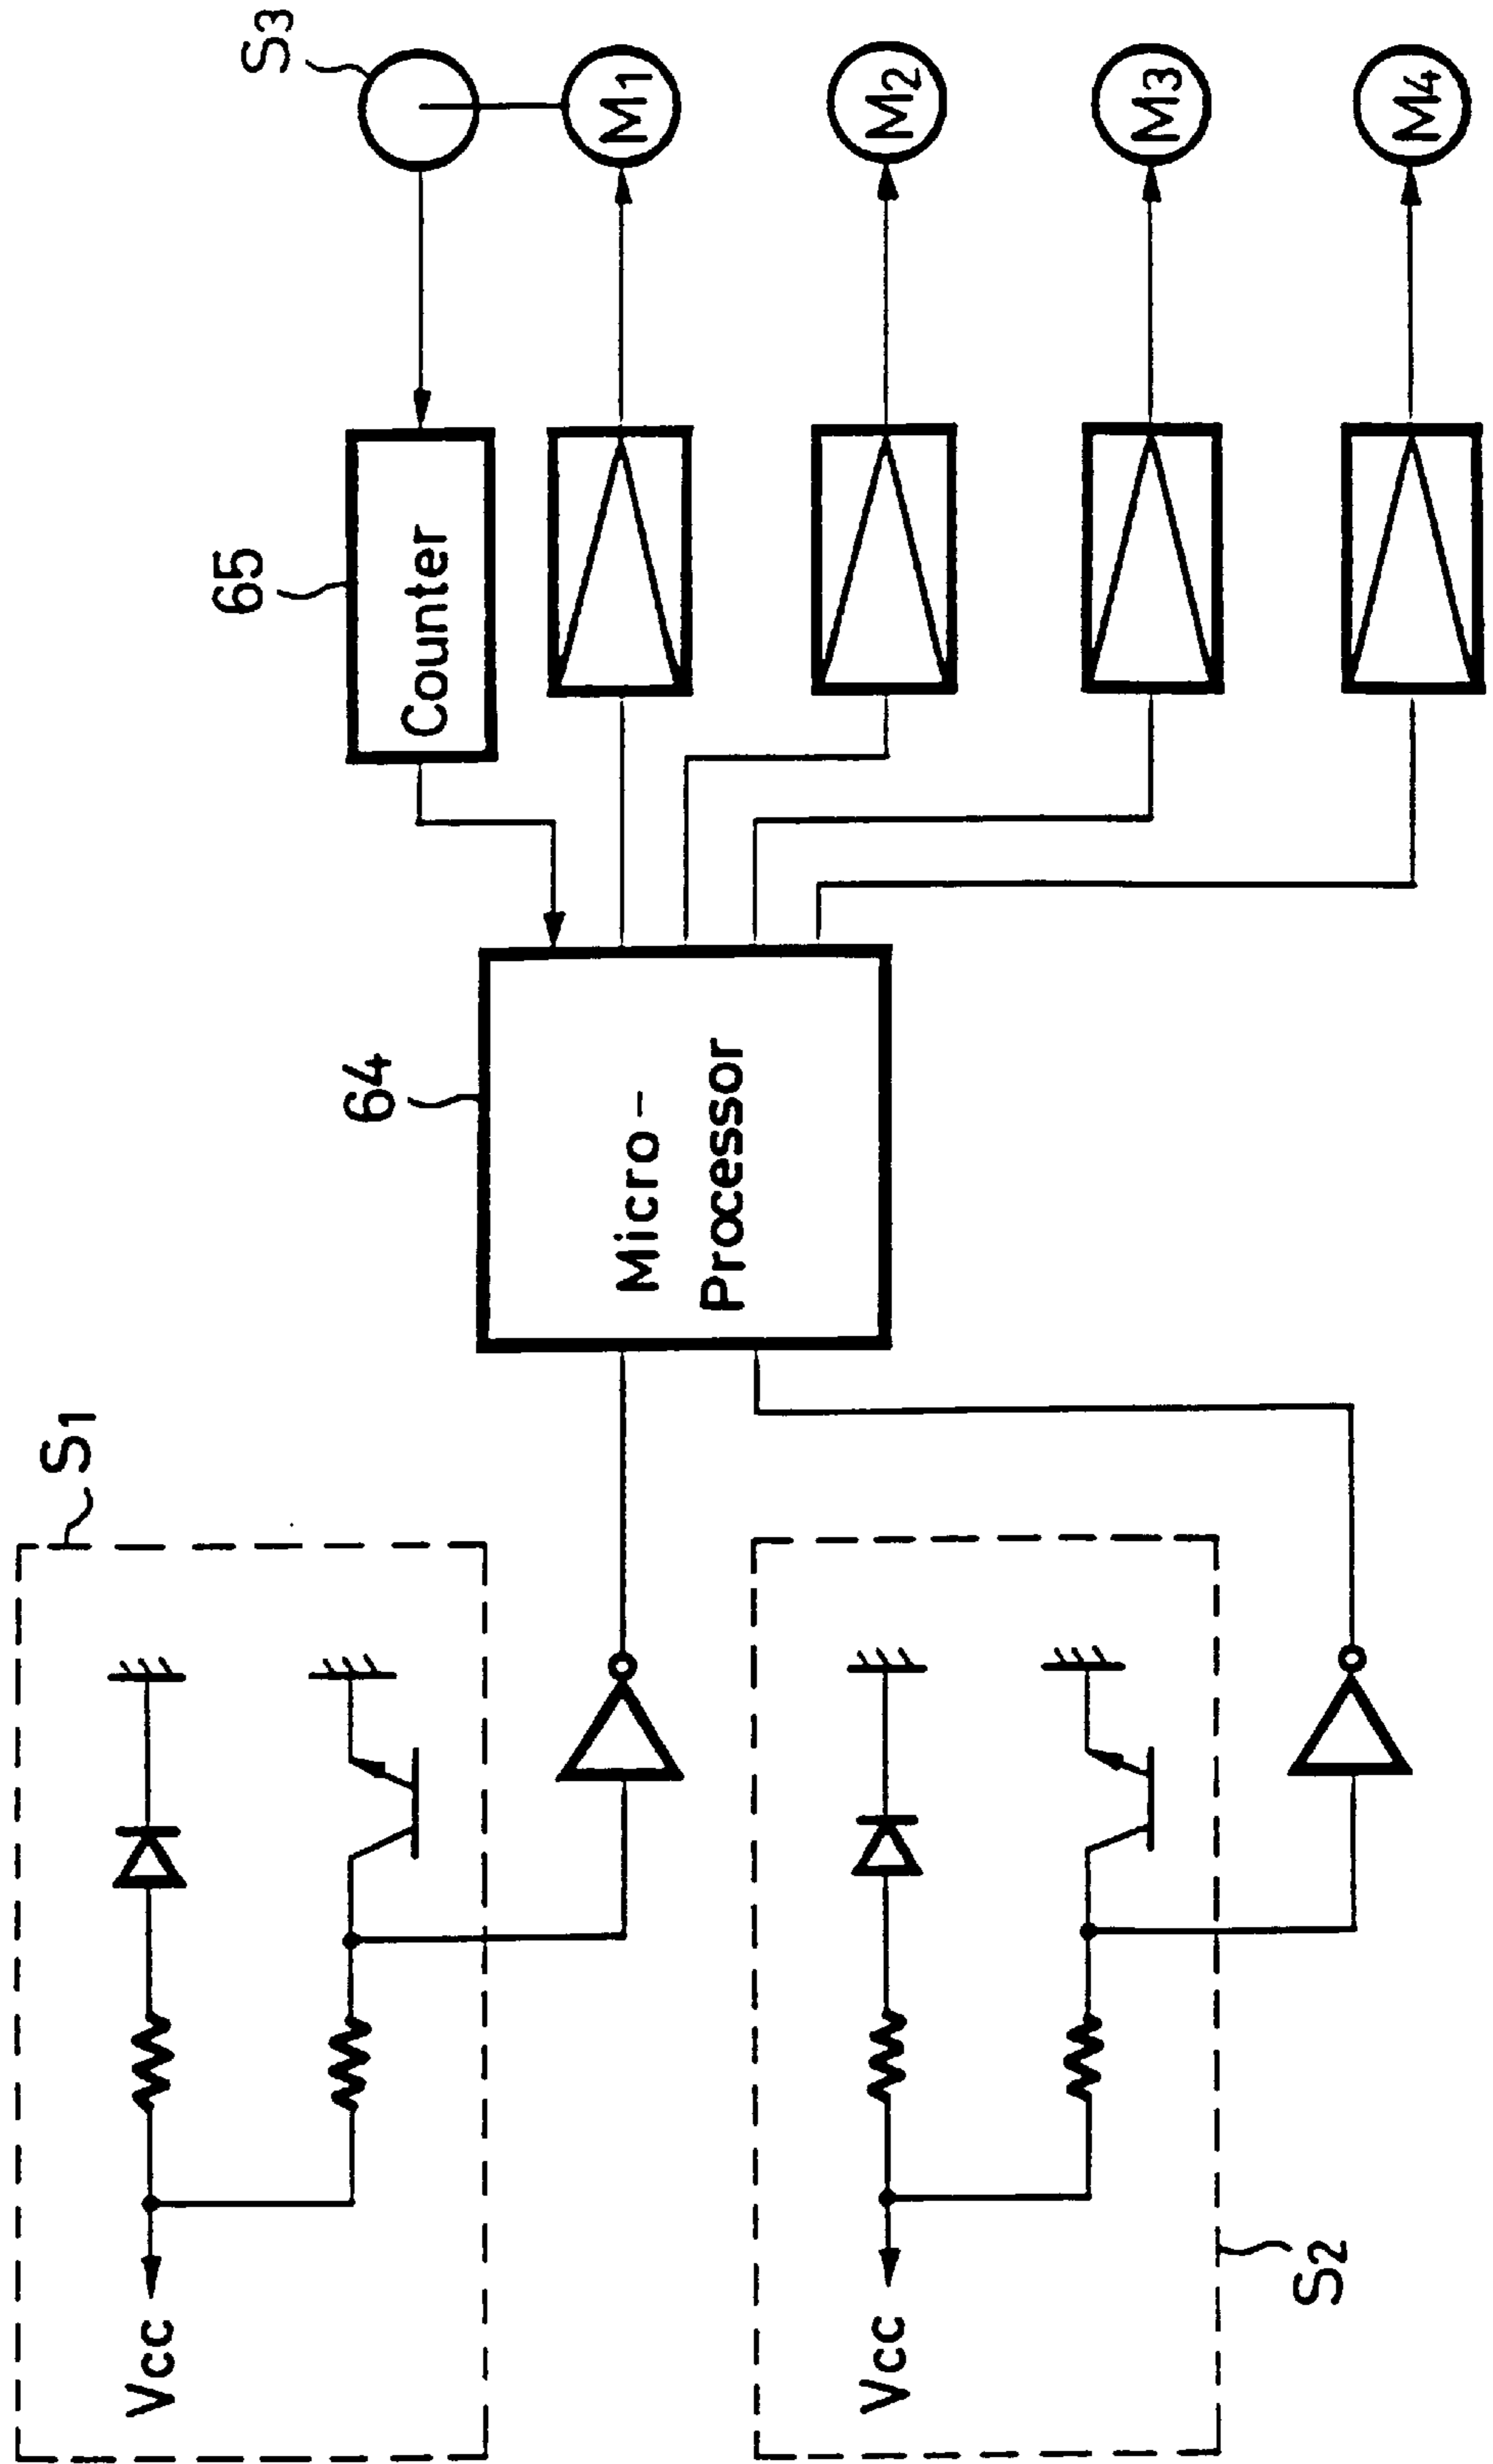 S1
Vcc
64
Micro-
Processor
65
Counter
S3
M1
M2
M3
M4
Vcc
S2